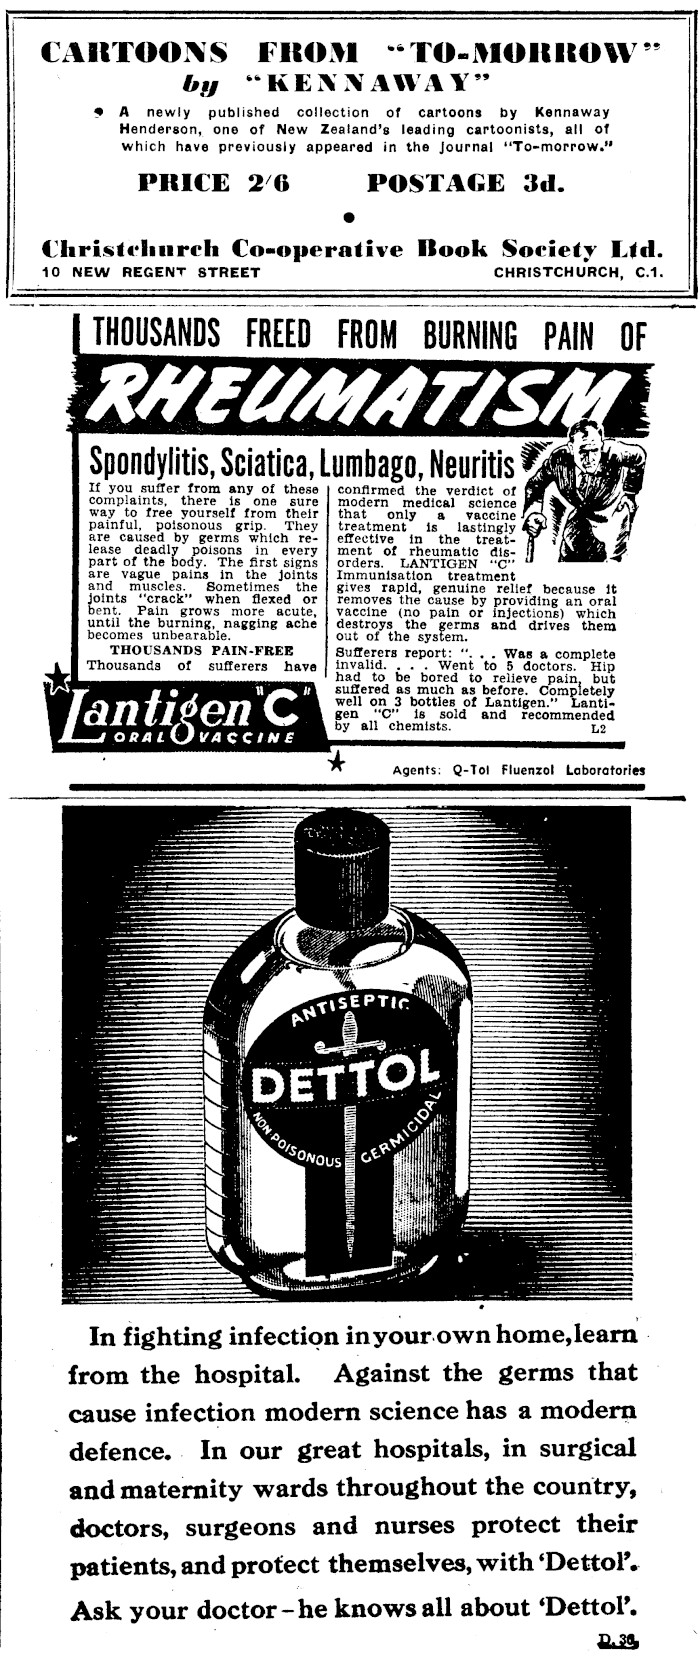 CARTOONS FROM "TO-MORROW"
by "KENNAWAY"
• A newly published collection of cartoons by Kennaway
Henderson, one of New Zealand's leading cartoonists, all of
which have previously appeared in the journal "To-morrow."
PRICE 2/6 POSTAGE 3d.
•
Christchurch Co-operative Book Society Ltd.
10 NEW REGENT STREET CHRISTCHURCH, C.1.
THOUSANDS FREED FROM BURNING PAIN OF
RHEUMATISM
Spondylitis, Sciatica, Lumbago, Neuritis
If you suffer from any of these
complaints, there is one sure
way to free yourself from their
painful, poisonous grip. They
are caused by germs which re-
lease deadly poisons in every
part of the body. The first signs
are vague pains in the joints
and muscles. Sometimes the
joints "crack" when flexed or
bent. Pain grows more acute,
until the burning, nagging ache
becomes unbearable.
THOUSANDS PAIN-FREE
Thousands of sufferers have
confirmed the verdict of
modern medical science
that only a vaccine
treatment is lastingly
effective in the treat-
ment of rheumatic dis-
orders. LANTIGEN "C"
Immunisation treatment
gives rapid, genuine relief because it
removes the cause by providing an oral
vaccine (no pain or injections) which
destroys the germs and drives them
out of the system.
Sufferers report: ". . . Was a complete
invalid. . . . Went to 5 doctors. Hip
had to be bored to relieve pain, but
suffered as much as before. Completely
well on 3 bottles of Lantigen." Lanti-
gen "C" is sold and recommended
by all chemists. L2
Lantigen "C"
ORAL VACCINE
Agents: Q-Tol Fluenzol Laboratories
ANTISEPTIC
DETTOL
NON POISONOUS GERMICIDAL
In fighting infection in your own home, learn
from the hospital. Against the germs that
cause infection modern science has a modern
defence. In our great hospitals, in surgical
and maternity wards throughout the country,
doctors, surgeons and nurses protect their
patients, and protect themselves, with 'Dettol'.
Ask your doctor – he knows all about 'Dettol'.
D. 36